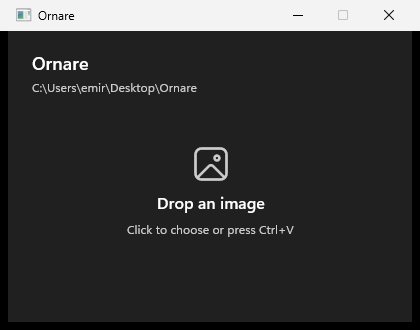 Ornare
Ornare
C:\Users\emir\Desktop\Ornare
Drop an image
Click to choose or press Ctrl+V